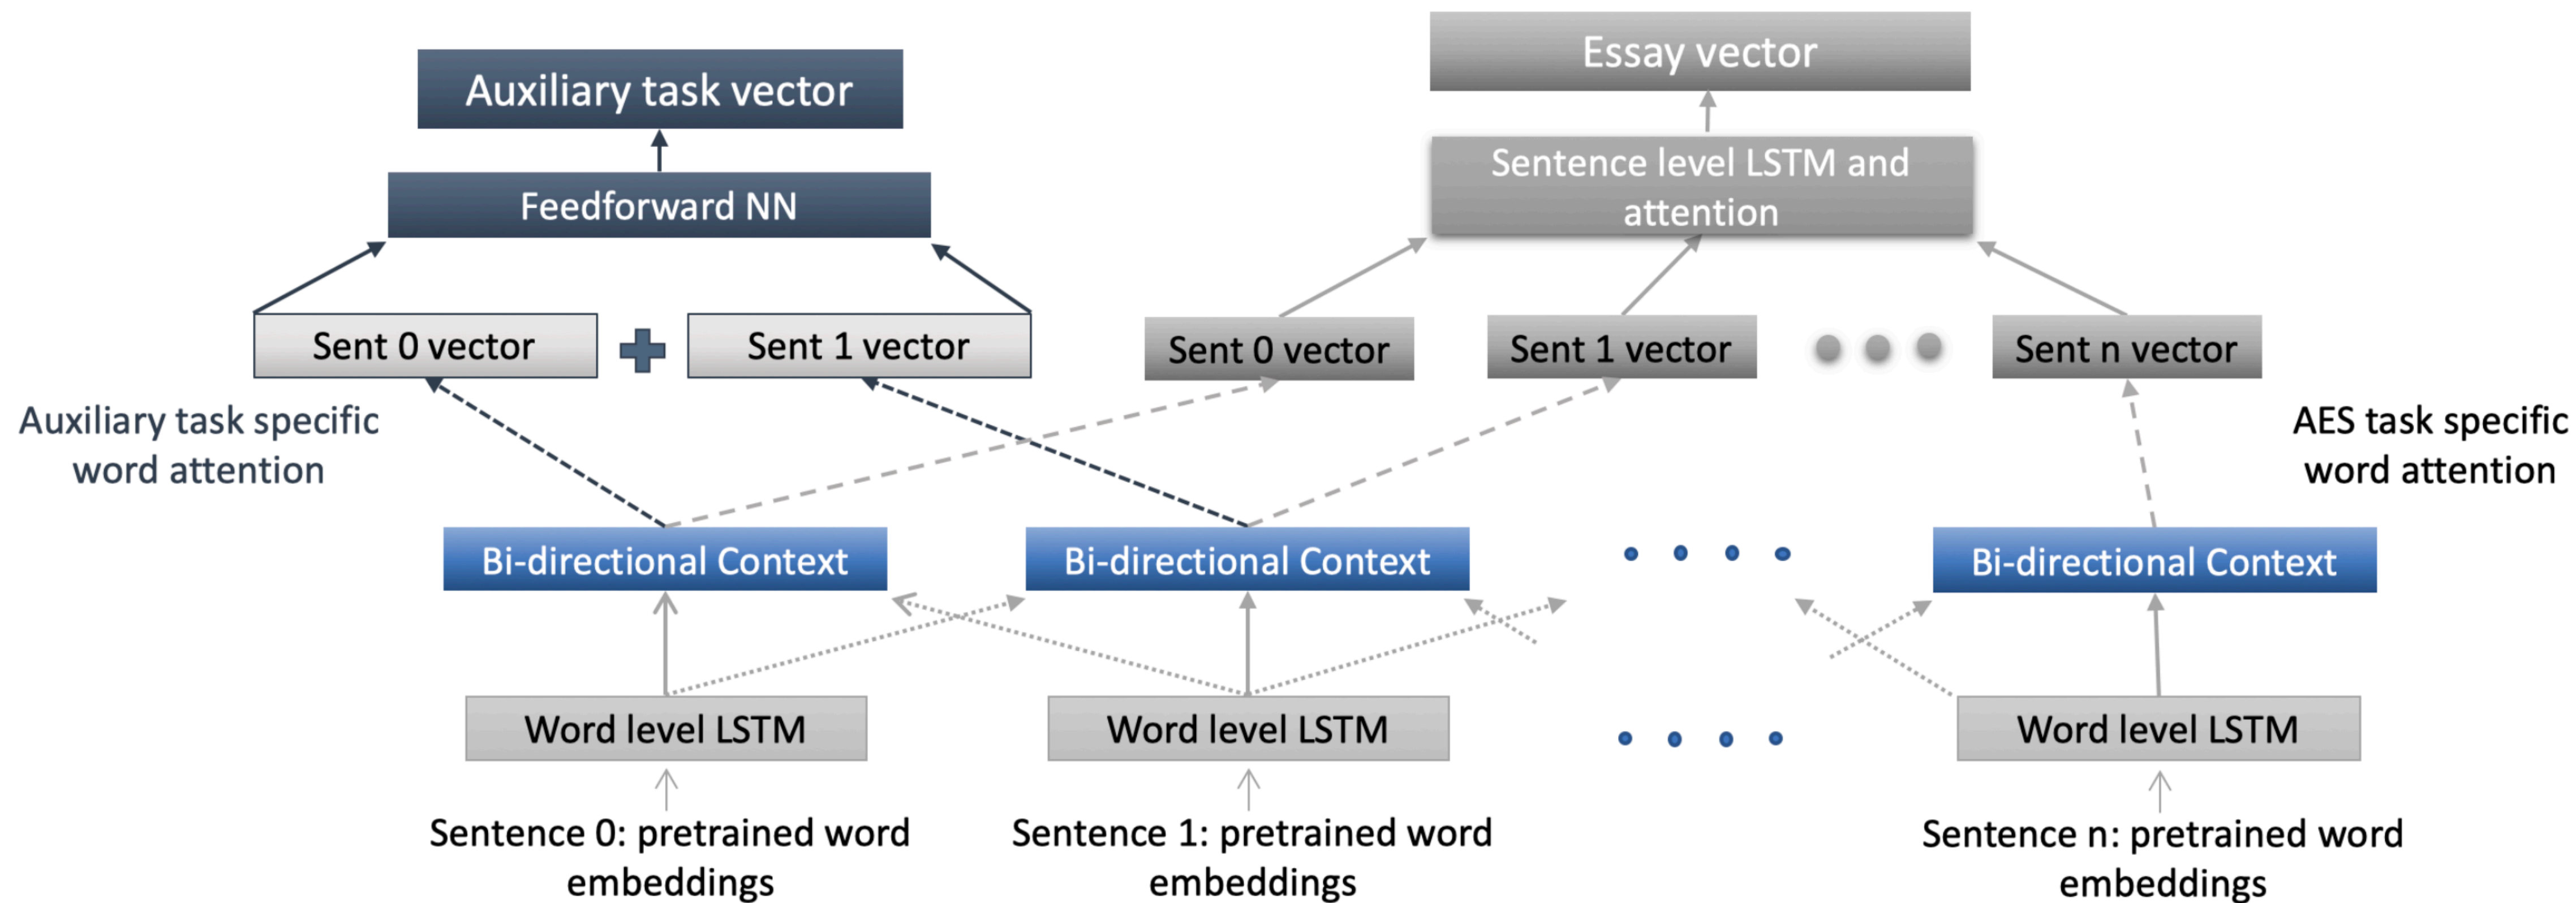 Essay vector
Auxiliary task vector
Sentence level LSTM and
attention
Feedforward NN
Sent 0 vector
Sent 1 vector
Sent 0 vector
Sent 1 vector
Sent n vector
Auxiliary task specific
word attention
AES task specific
word attention
Bi-directional Context
Bi-directional Context
Bi-directional Context
Word level LSTM
Word level LSTM
Word level LSTM
Sentence 0: pretrained word
embeddings
Sentence 1: pretrained word
embeddings
Sentence n: pretrained word
embeddings